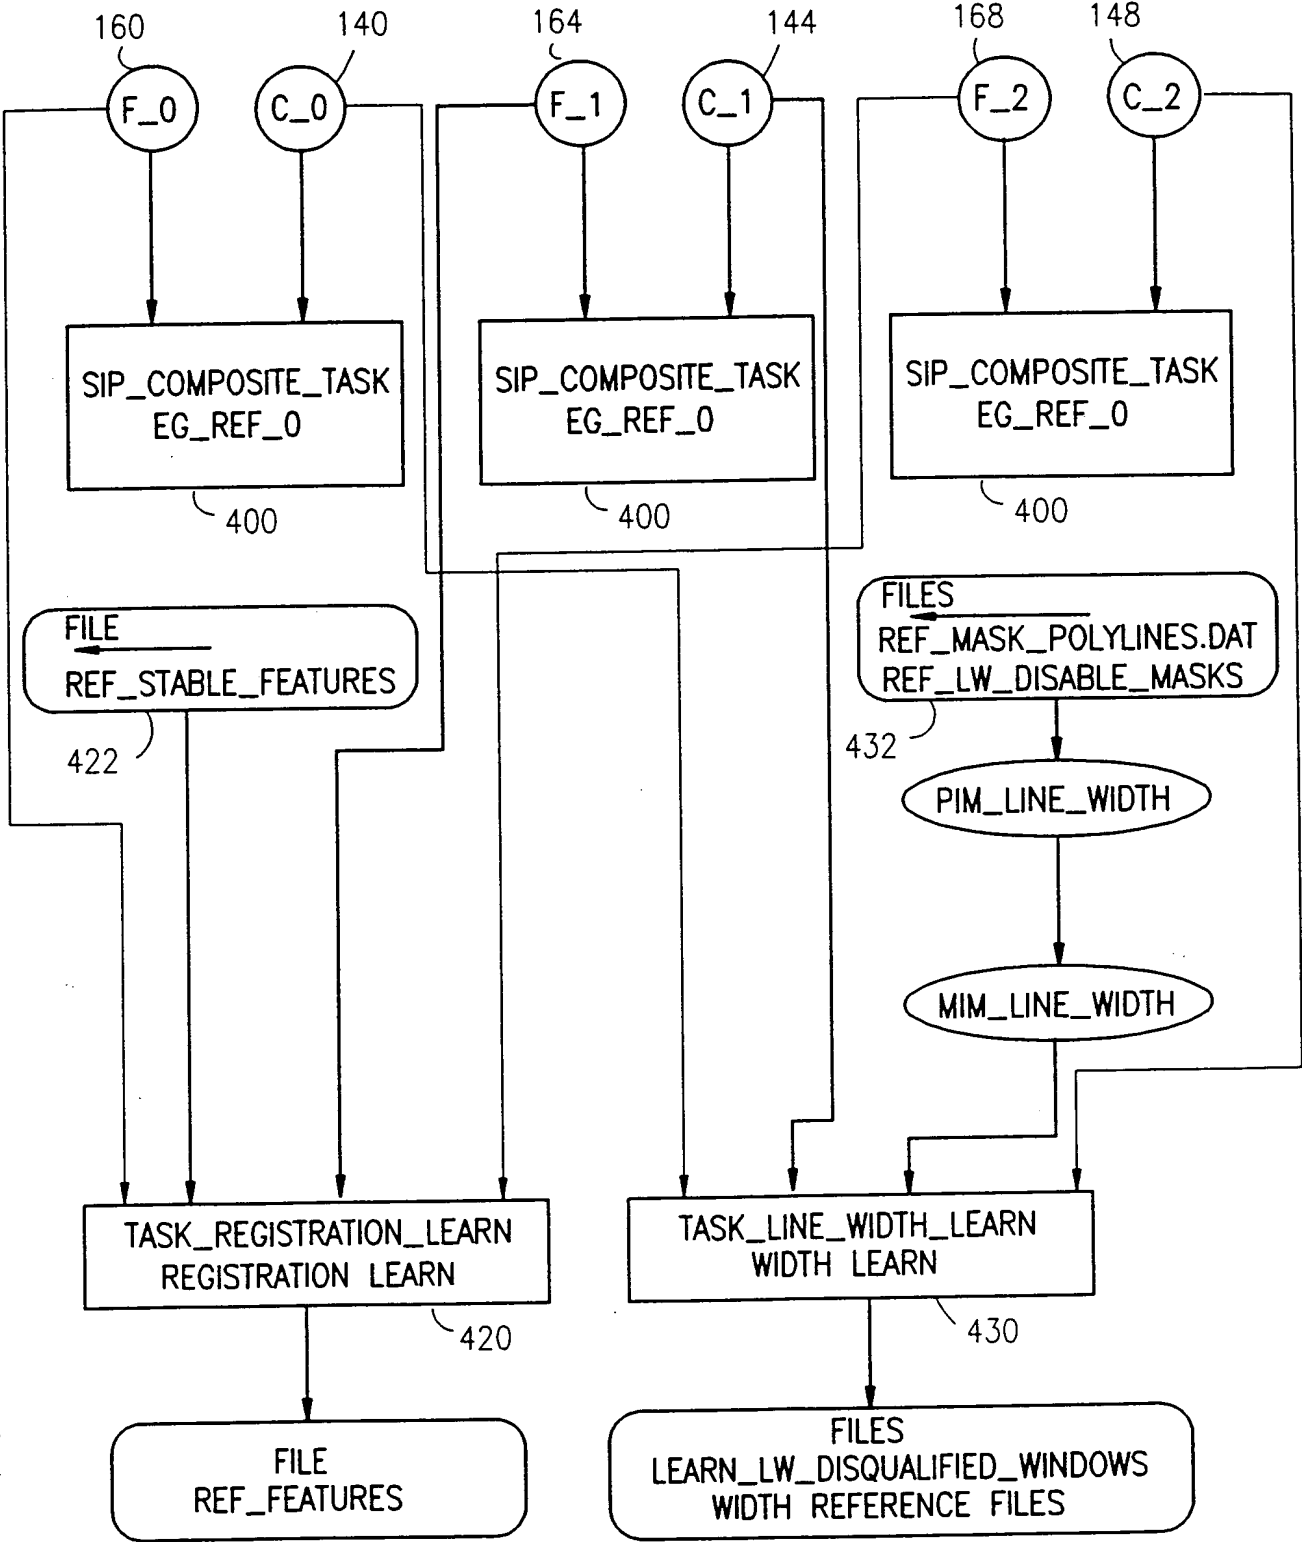 160
140
164
144
168
148
F_0
C_0
F_1
C_1
F_2
C_2
SIP_COMPOSITE_TASK
EG_REF_0
400
SIP_COMPOSITE_TASK
EG_REF_0
400
SIP_COMPOSITE_TASK
EG_REF_0
400
FILE
REF_STABLE_FEATURES
422
FILES
REF_MASK_POLYLINES.DAT
REF_LW_DISABLE_MASKS
432
PIM_LINE_WIDTH
MIM_LINE_WIDTH
TASK_REGISTRATION_LEARN
REGISTRATION LEARN
420
TASK_LINE_WIDTH_LEARN
WIDTH LEARN
430
FILE
REF_FEATURES
FILES
LEARN_LW_DISQUALIFIED_WINDOWS
WIDTH REFERENCE FILES